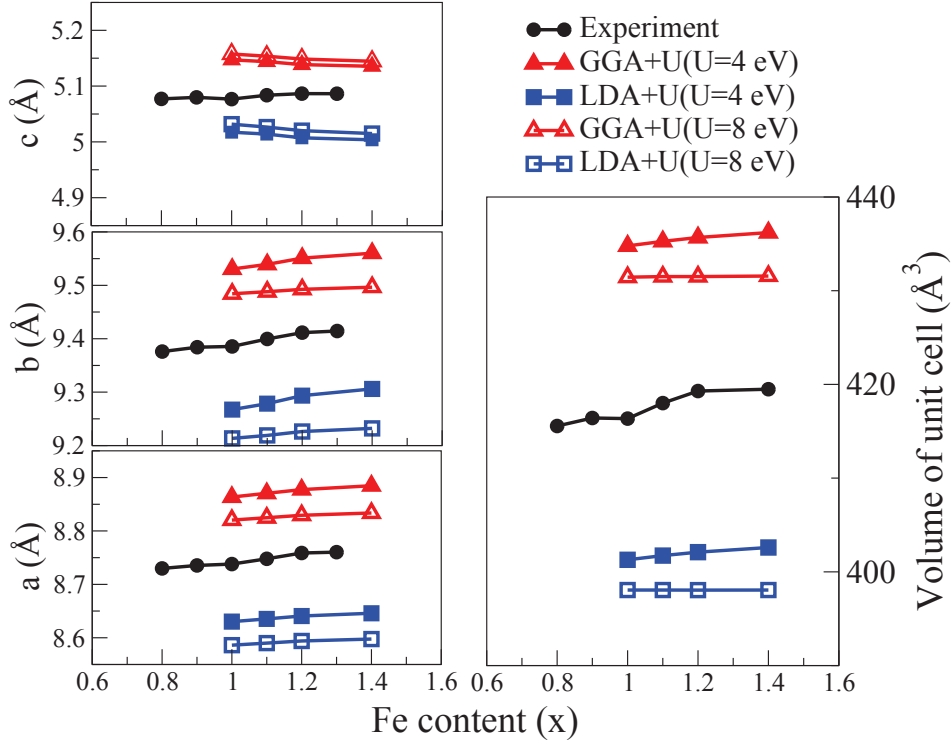 Experiment
GGA+U(U=4 eV)
LDA+U(U=4 eV)
GGA+U(U=8 eV)
LDA+U(U=8 eV)
c (Å)
5.2
5.1
5
4.9
b (Å)
9.6
9.5
9.4
9.3
9.2
a (Å)
8.9
8.8
8.7
8.6
0.6 0.8 1 1.2 1.4 1.6
Volume of unit cell (Å³)
440
420
400
0.6 0.8 1 1.2 1.4 1.6
Fe content (x)